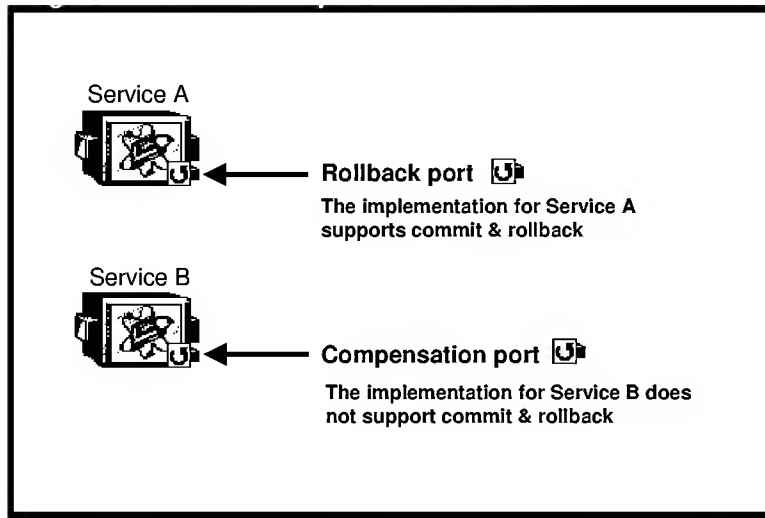 Service A
Rollback port
The implementation for Service A
supports commit & rollback
Service B
Compensation port
The implementation for Service B does
not support commit & rollback